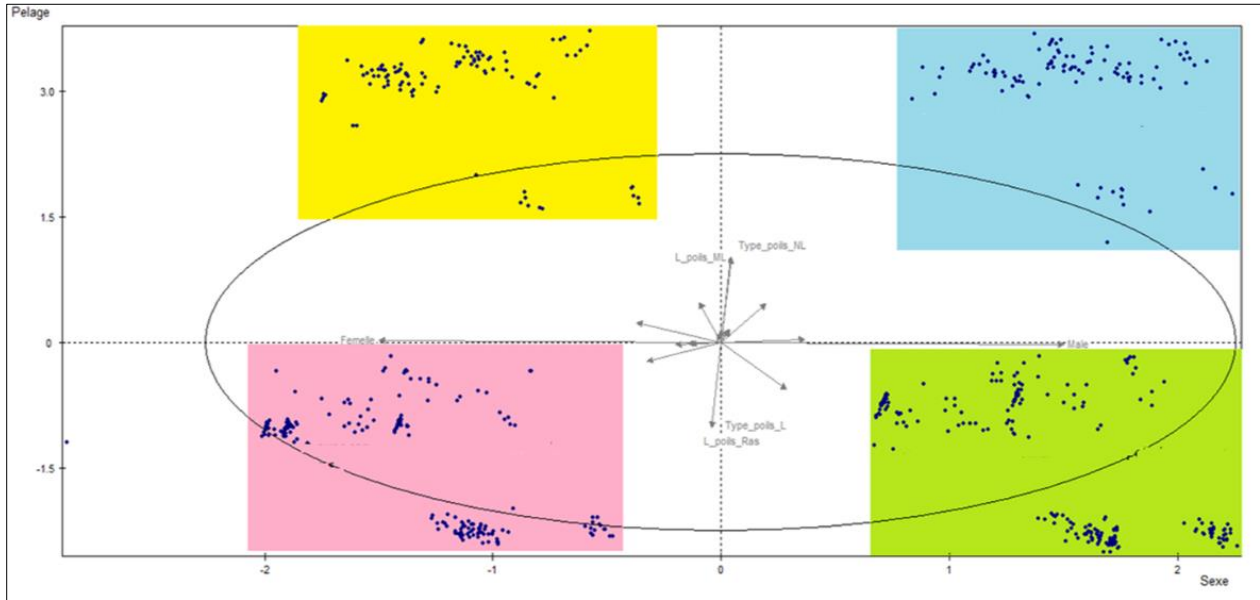 Pelage
3.0
Type_poils_NL
L_poils_ML
1.5
0
Femelle
Male
Type_poils_L
L_poils_Ras
-1.5
-2 -1 0 1 2
Sexe